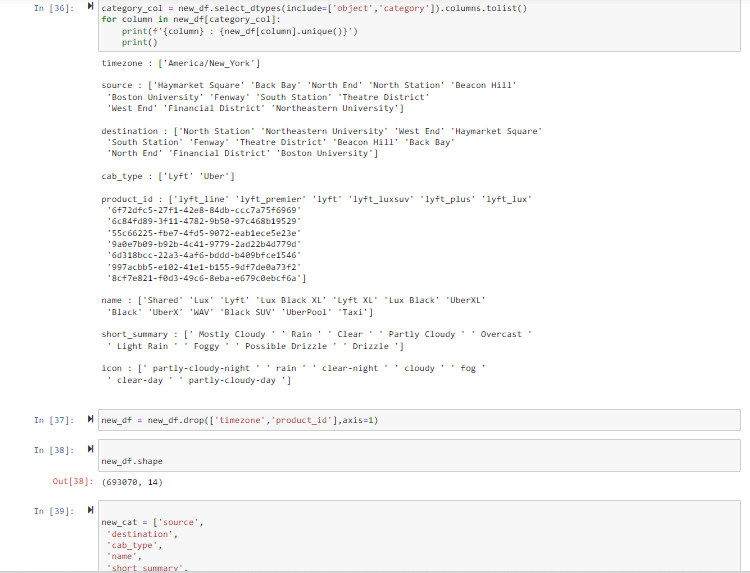 In [36]: category_col = new_df.select_dtypes(include=['object','category']).columns.tolist()
for column in new_df[category_col]:
    print(f'{column} : {new_df[column].unique()}')
    print()
timezone : ['America/New_York']
source : ['Haymarket Square' 'Back Bay' 'North End' 'North Station' 'Beacon Hill'
 'Boston University' 'Fenway' 'South Station' 'Theatre District'
 'West End' 'Financial District' 'Northeastern University']
destination : ['North Station' 'Northeastern University' 'West End' 'Haymarket Square'
 'South Station' 'Fenway' 'Theatre District' 'Beacon Hill' 'Back Bay'
 'North End' 'Financial District' 'Boston University']
cab_type : ['Lyft' 'Uber']
product_id : ['lyft_line' 'lyft_premier' 'lyft' 'lyft_luxsuv' 'lyft_plus' 'lyft_lux'
 '6f72dfc5-27f1-42e8-84db-ccc7a75f6969'
 '6c84fd89-3f11-4782-9b50-97c468b19529'
 '55c66225-fbe7-4fd5-9072-eab1ece5e23e'
 '9a0e7b09-b92b-4c41-9779-2ad22b4d779d'
 '6d318bcc-22a3-4af6-bddd-b409bfce1546'
 '997acbb5-e102-41e1-b155-9df7de0a73f2'
 '8cf7e821-f0d3-49c6-8eba-e679c0ebcf6a']
name : ['Shared' 'Lux' 'Lyft' 'Lux Black XL' 'Lyft XL' 'Lux Black' 'UberXL'
 'Black' 'UberX' 'WAV' 'Black SUV' 'UberPool' 'Taxi']
short_summary : [' Mostly Cloudy ' ' Rain ' ' Clear ' ' Partly Cloudy ' ' Overcast '
 ' Light Rain ' ' Foggy ' ' Possible Drizzle ' ' Drizzle ']
icon : [' partly-cloudy-night ' ' rain ' ' clear-night ' ' cloudy ' ' fog '
 ' clear-day ' ' partly-cloudy-day ']
In [37]: new_df = new_df.drop(['timezone','product_id'],axis=1)
In [38]:
new_df.shape
Out[38]: (693070, 14)
In [39]:
new_cat = ['source',
 'destination',
 'cab_type',
 'name',
 'short_summary',